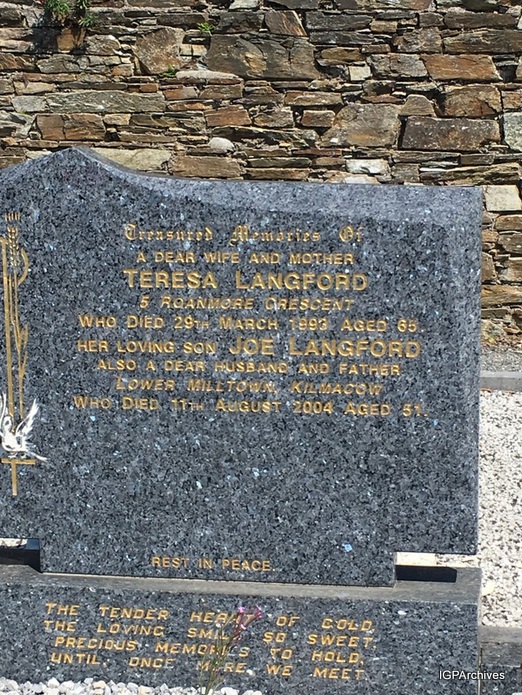 Treasured Memories Of
A DEAR WIFE AND MOTHER
TERESA LANGFORD
5 ROANMORE CRESCENT
WHO DIED 29TH MARCH 1993 AGED 65.
HER LOVING SON JOE LANGFORD
ALSO A DEAR HUSBAND AND FATHER
LOWER MILLTOWN, KILMACOW
WHO DIED 11TH AUGUST 2004 AGED 51.
REST IN PEACE
THE TENDER HEART OF GOLD,
THE LOVING SMILE SO SWEET,
PRECIOUS MEMORIES TO HOLD,
UNTIL, ONCE MORE WE MEET.
IGPArchives